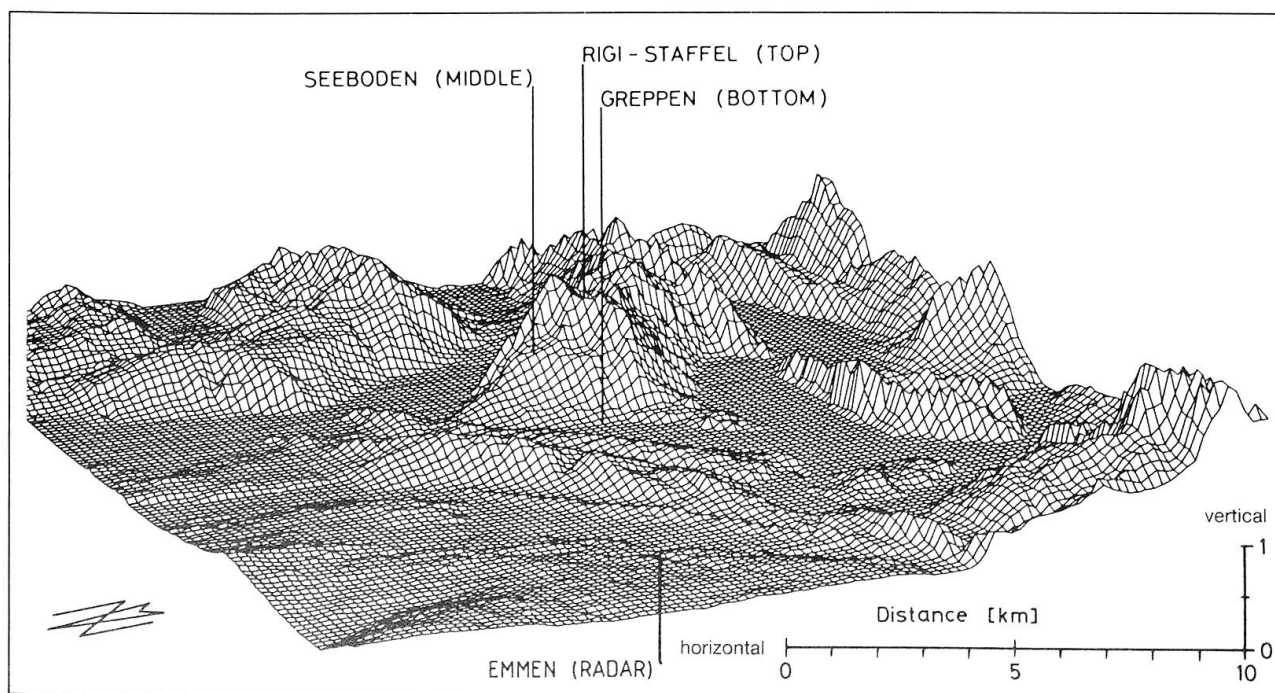 RIGI - STAFFEL (TOP)
SEEBODEN (MIDDLE)
GREPPEN (BOTTOM)
vertical
1
Distance [km]
0
horizontal
0 5 10
EMMEN (RADAR)